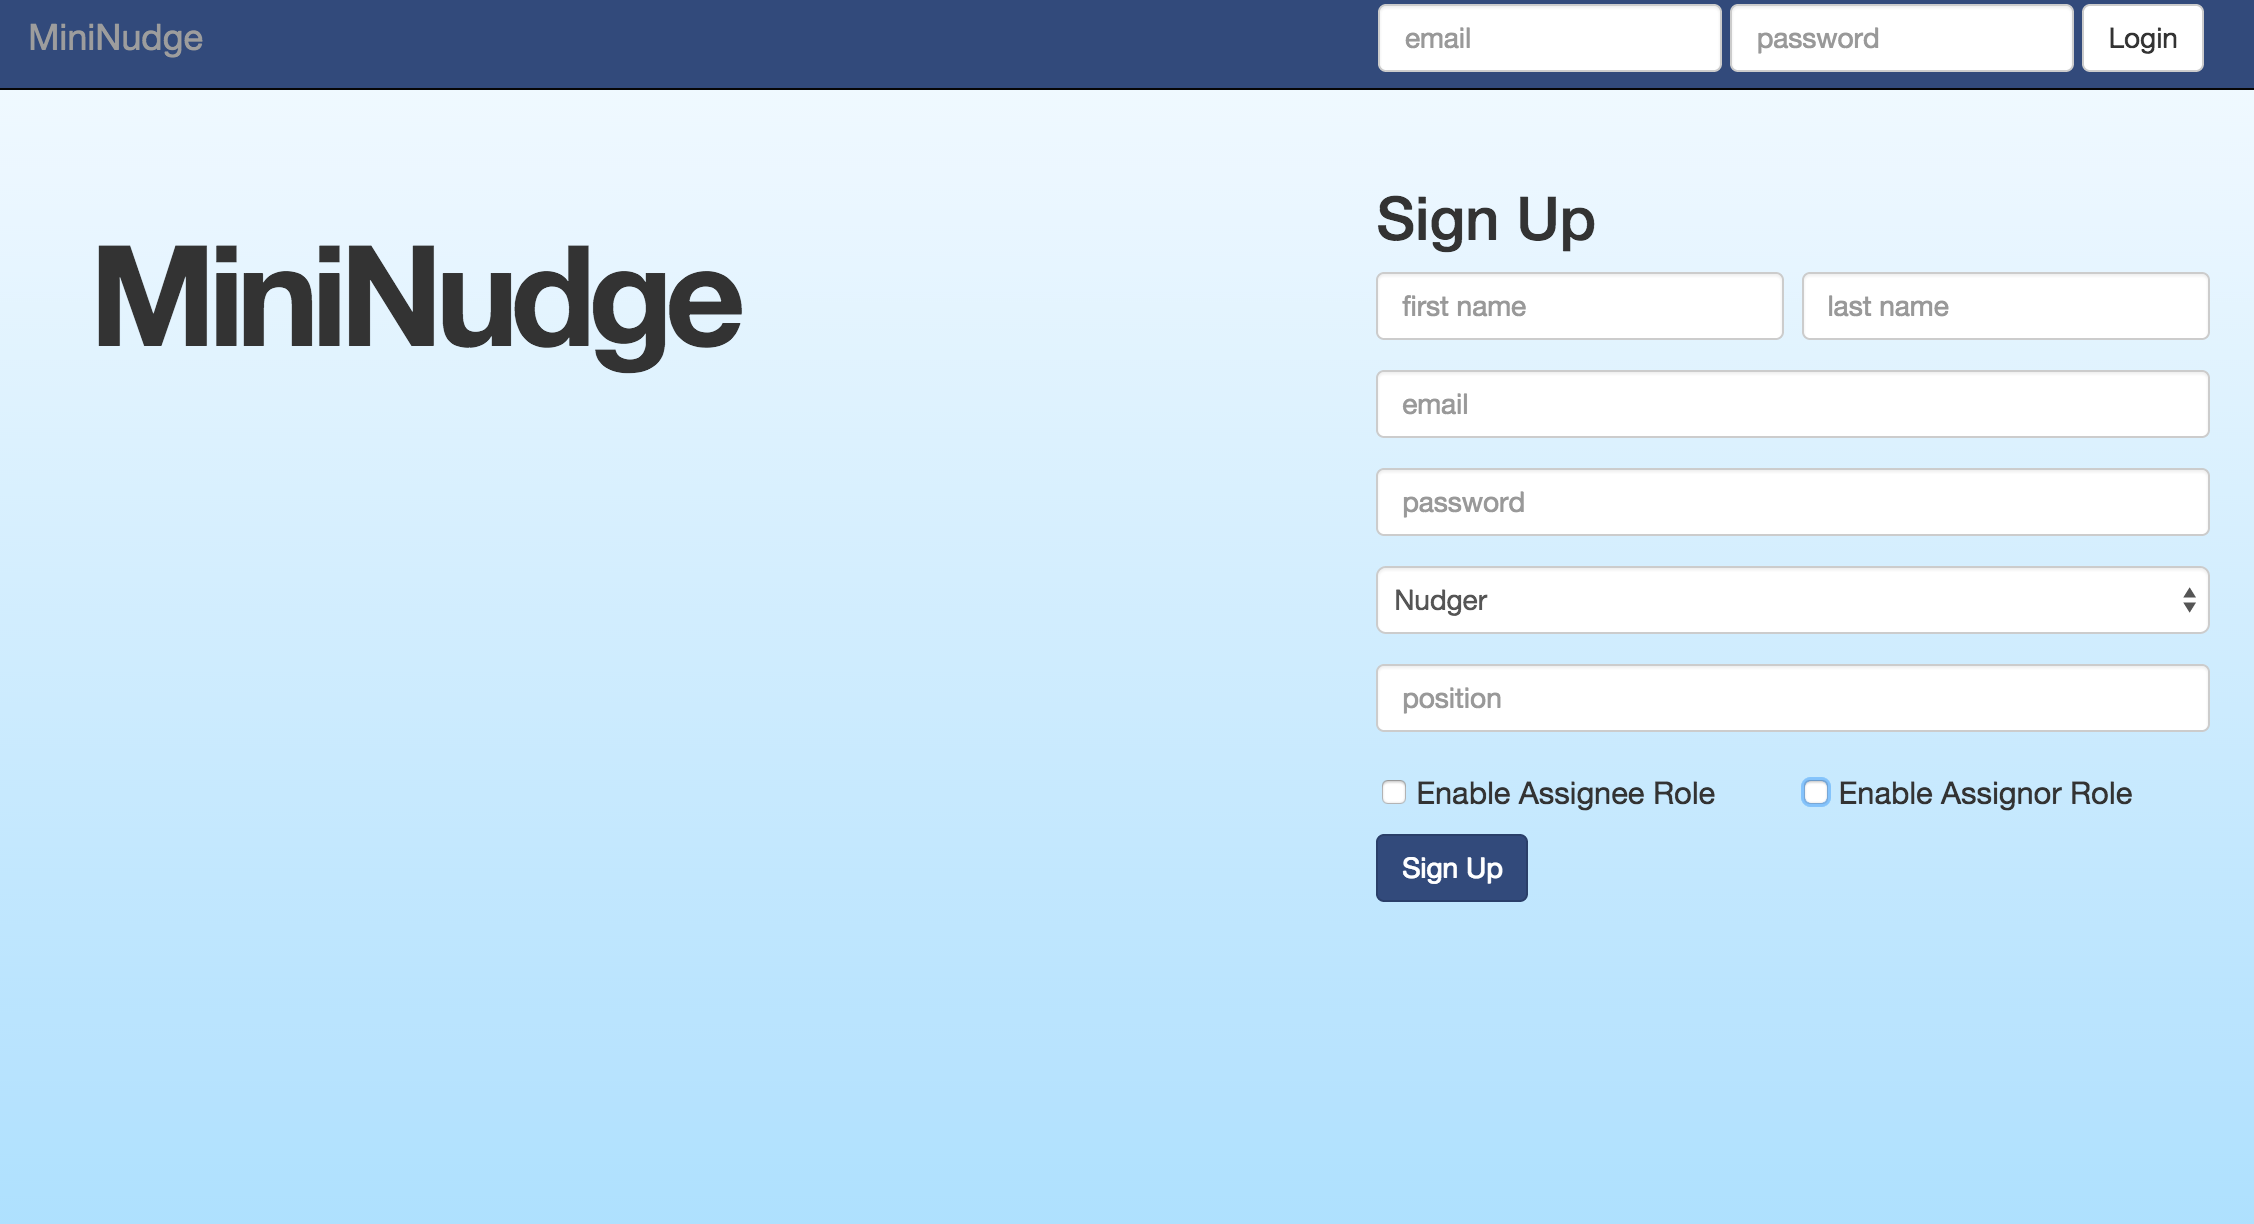 MiniNudge
email password Login
MiniNudge
Sign Up
first name last name
email
password
Nudger
position
Enable Assignee Role Enable Assignor Role
Sign Up